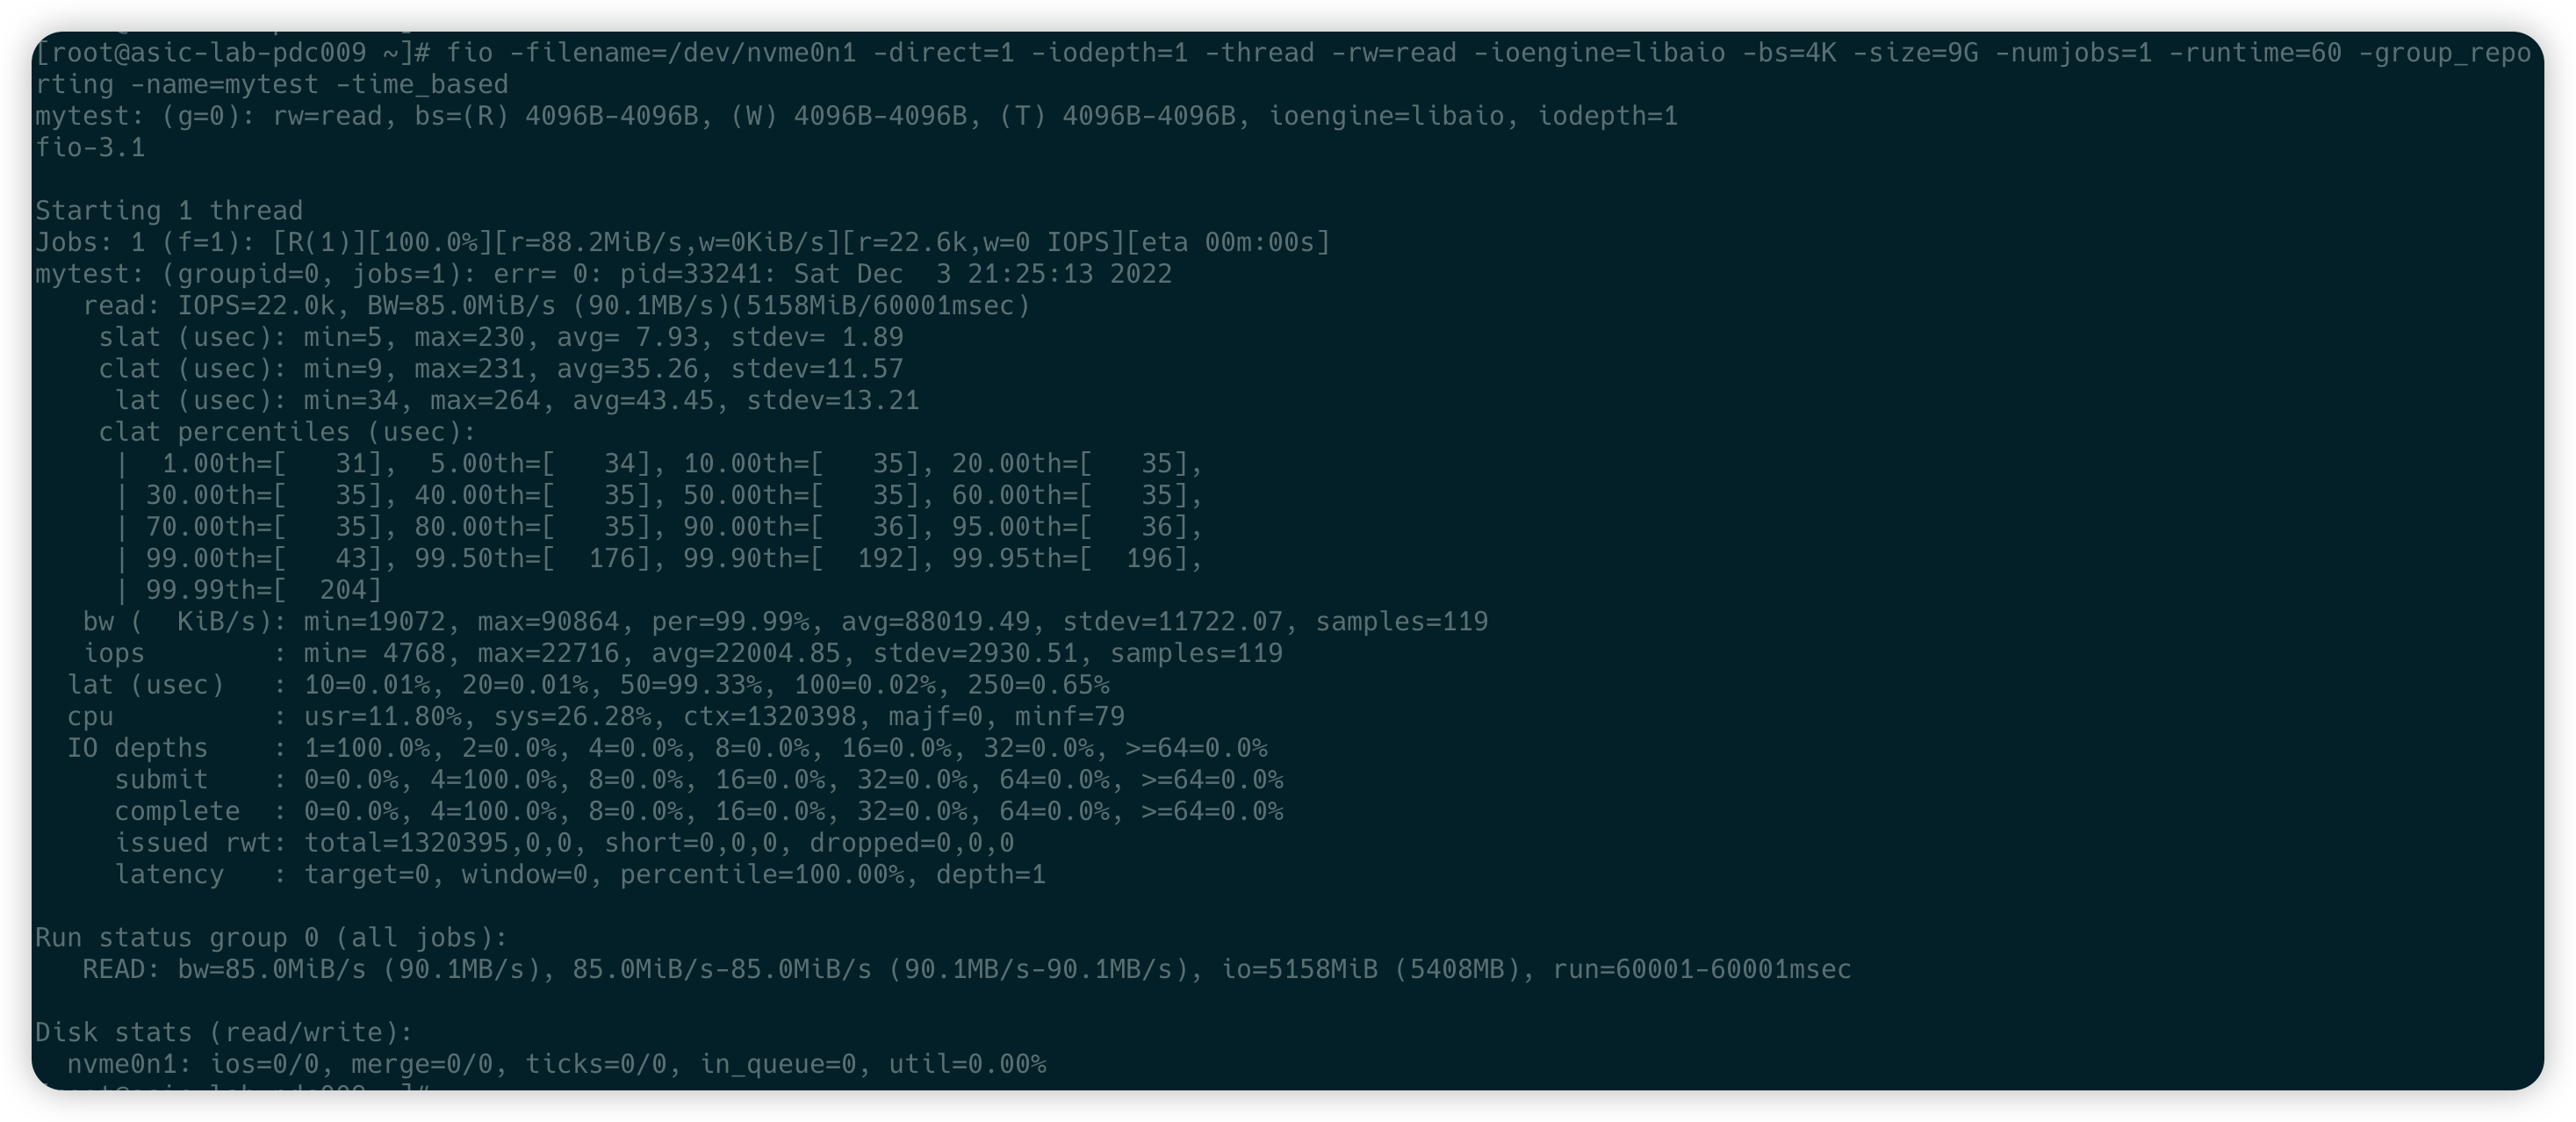 [root@asic-lab-pdc009 ~]# fio -filename=/dev/nvme0n1 -direct=1 -iodepth=1 -thread -rw=read -ioengine=libaio -bs=4K -size=9G -numjobs=1 -runtime=60 -group_repo
rting -name=mytest -time_based
mytest: (g=0): rw=read, bs=(R) 4096B-4096B, (W) 4096B-4096B, (T) 4096B-4096B, ioengine=libaio, iodepth=1
fio-3.1
Starting 1 thread
Jobs: 1 (f=1): [R(1)][100.0%][r=88.2MiB/s,w=0KiB/s][r=22.6k,w=0 IOPS][eta 00m:00s]
mytest: (groupid=0, jobs=1): err= 0: pid=33241: Sat Dec  3 21:25:13 2022
   read: IOPS=22.0k, BW=85.0MiB/s (90.1MB/s)(5158MiB/60001msec)
    slat (usec): min=5, max=230, avg= 7.93, stdev= 1.89
    clat (usec): min=9, max=231, avg=35.26, stdev=11.57
     lat (usec): min=34, max=264, avg=43.45, stdev=13.21
    clat percentiles (usec):
     |  1.00th=[   31],  5.00th=[   34], 10.00th=[   35], 20.00th=[   35],
     | 30.00th=[   35], 40.00th=[   35], 50.00th=[   35], 60.00th=[   35],
     | 70.00th=[   35], 80.00th=[   35], 90.00th=[   36], 95.00th=[   36],
     | 99.00th=[   43], 99.50th=[  176], 99.90th=[  192], 99.95th=[  196],
     | 99.99th=[  204]
   bw (  KiB/s): min=19072, max=90864, per=99.99%, avg=88019.49, stdev=11722.07, samples=119
   iops        : min= 4768, max=22716, avg=22004.85, stdev=2930.51, samples=119
  lat (usec)   : 10=0.01%, 20=0.01%, 50=99.33%, 100=0.02%, 250=0.65%
  cpu          : usr=11.80%, sys=26.28%, ctx=1320398, majf=0, minf=79
  IO depths    : 1=100.0%, 2=0.0%, 4=0.0%, 8=0.0%, 16=0.0%, 32=0.0%, >=64=0.0%
     submit    : 0=0.0%, 4=100.0%, 8=0.0%, 16=0.0%, 32=0.0%, 64=0.0%, >=64=0.0%
     complete  : 0=0.0%, 4=100.0%, 8=0.0%, 16=0.0%, 32=0.0%, 64=0.0%, >=64=0.0%
     issued rwt: total=1320395,0,0, short=0,0,0, dropped=0,0,0
     latency   : target=0, window=0, percentile=100.00%, depth=1
Run status group 0 (all jobs):
   READ: bw=85.0MiB/s (90.1MB/s), 85.0MiB/s-85.0MiB/s (90.1MB/s-90.1MB/s), io=5158MiB (5408MB), run=60001-60001msec
Disk stats (read/write):
  nvme0n1: ios=0/0, merge=0/0, ticks=0/0, in_queue=0, util=0.00%